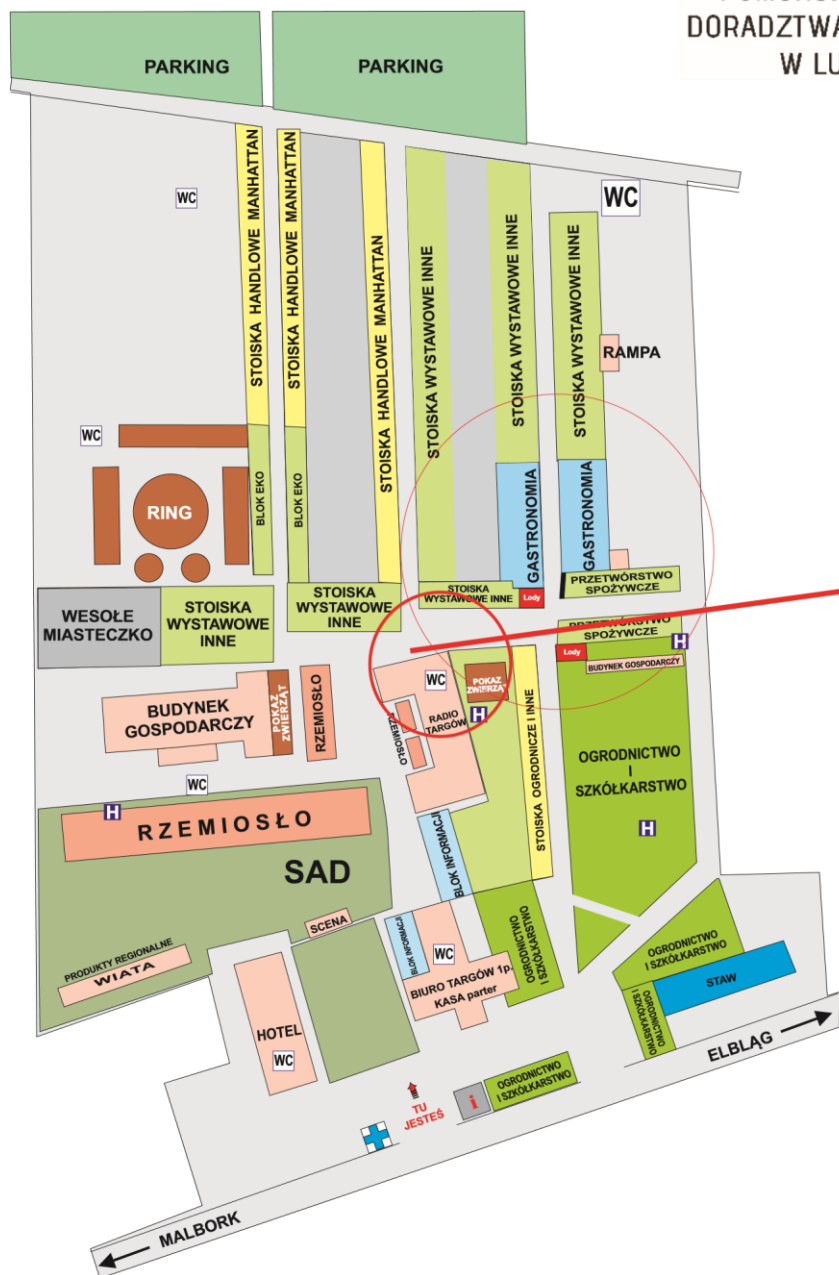 DORADZTWA
W LU
PARKING
PARKING
WC
WC
STOISKA HANDLOWE MANHATTAN
STOISKA HANDLOWE MANHATTAN
STOISKA HANDLOWE MANHATTAN
STOISKA WYSTAWOWE INNE
STOISKA WYSTAWOWE INNE
STOISKA WYSTAWOWE INNE
RAMPA
WC
RING
BLOK EKO
BLOK EKO
GASTRONOMIA
GASTRONOMIA
WESOŁE
MIASTECZKO
STOISKA
WYSTAWOWE
INNE
STOISKA
WYSTAWOWE
INNE
STOISKA
WYSTAWOWE INNE
Lody
PRZETWÓRSTWO
SPOŻYWCZE
PRZETWÓRSTWO
SPOŻYWCZE
H
Lody
BUDYNEK GOSPODARCZY
BUDYNEK
GOSPODARCZY
POKAZ
ZWIERZĄT
RZEMIOSŁO
WC
RZEMIOSŁO
RADIO
TARGÓW
POKAZ
ZWIERZĄT
H
STOISKA OGRODNICZE I INNE
OGRODNICTWO
I
SZKÓŁKARSTWO
H
WC
H
RZEMIOSŁO
SAD
BLOK INFORMACJI
SCENA
PRODUKTY REGIONALNE
WIATA
BLOK INFORMACJI
WC
BIURO TARGÓW 1p.
KASA parter
OGRODNICTWO
I SZKÓŁKARSTWO
OGRODNICTWO
I SZKÓŁKARSTWO
STAW
OGRODNICTWO
I SZKÓŁKARSTWO
HOTEL
WC
TU
JESTEŚ
i
OGRODNICTWO
I SZKÓŁKARSTWO
ELBLĄG
MALBORK